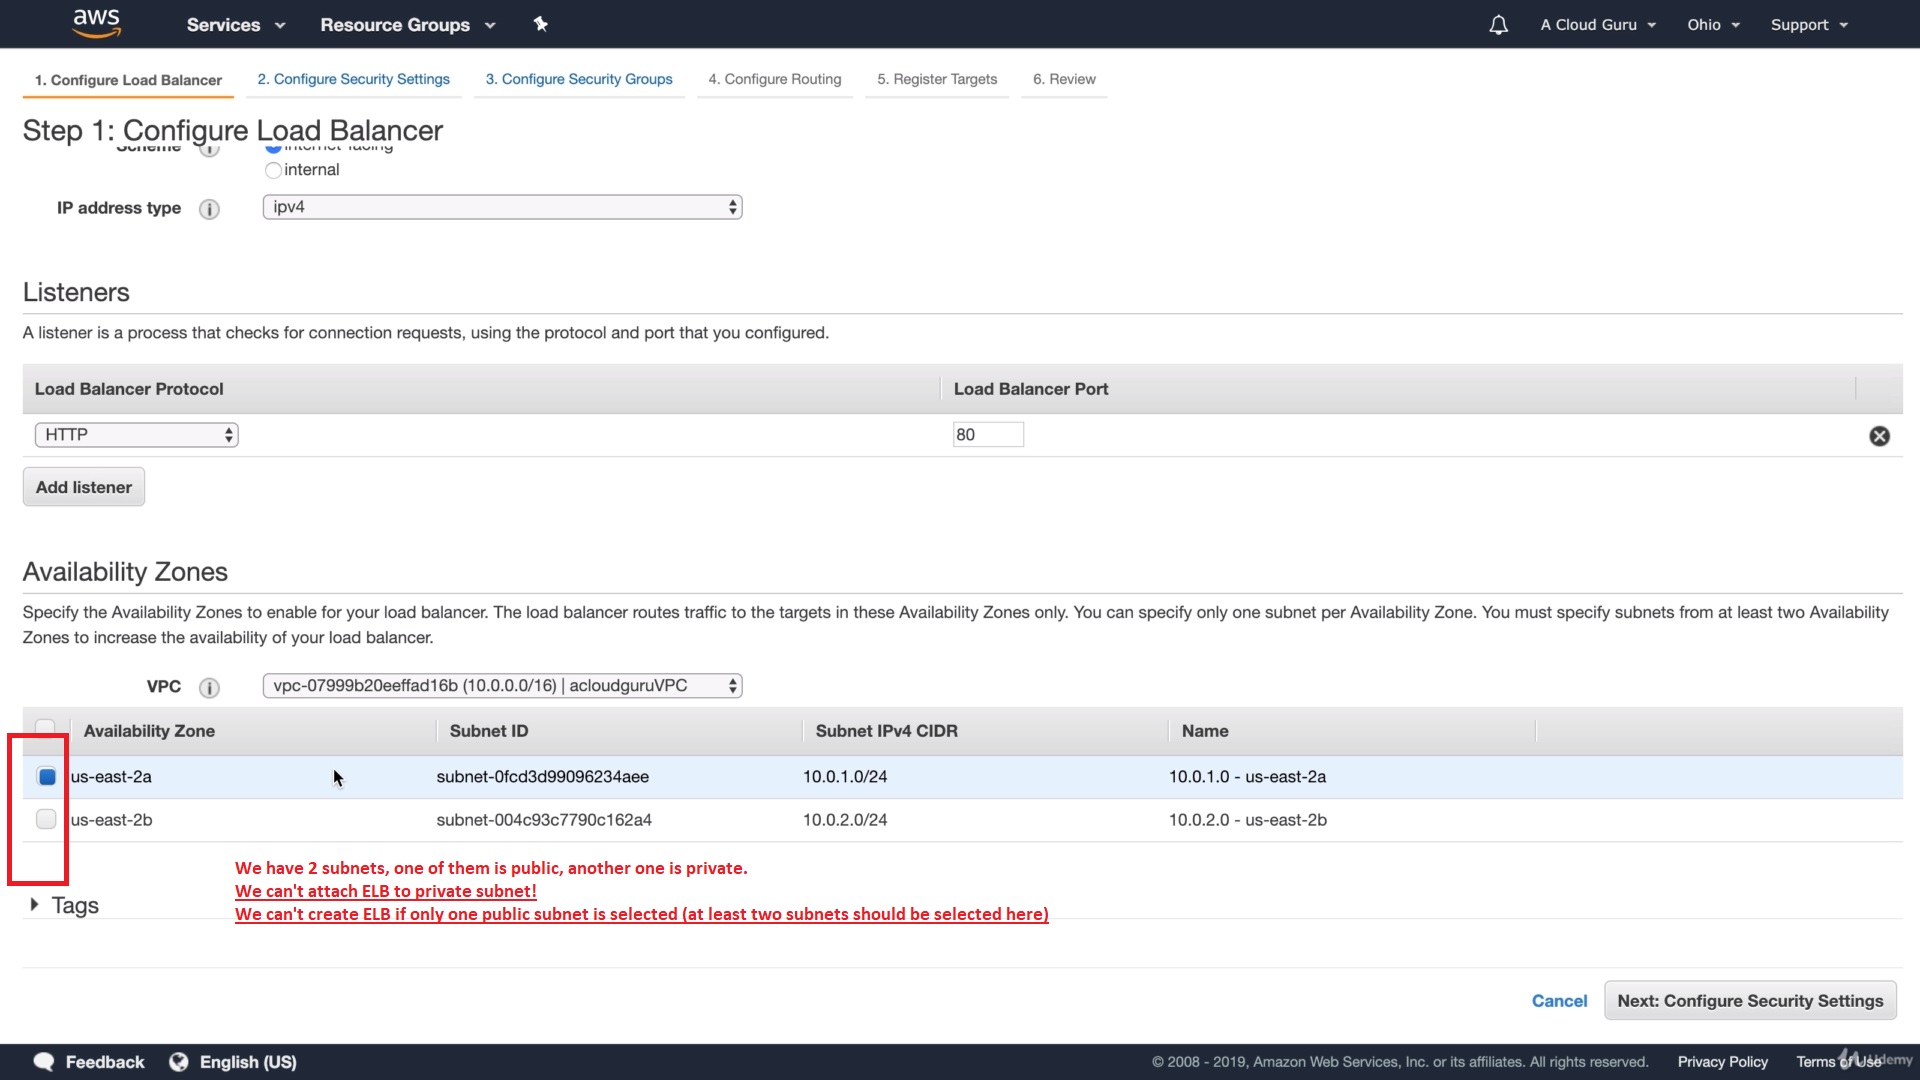 aws Services Resource Groups A Cloud Guru Ohio Support
1. Configure Load Balancer 2. Configure Security Settings 3. Configure Security Groups 4. Configure Routing 5. Register Targets 6. Review
Step 1: Configure Load Balancer
Scheme i internet-facing
internal
IP address type i ipv4
Listeners
A listener is a process that checks for connection requests, using the protocol and port that you configured.
Load Balancer Protocol Load Balancer Port
HTTP 80
Add listener
Availability Zones
Specify the Availability Zones to enable for your load balancer. The load balancer routes traffic to the targets in these Availability Zones only. You can specify only one subnet per Availability Zone. You must specify subnets from at least two Availability
Zones to increase the availability of your load balancer.
VPC i vpc-07999b20eeffad16b (10.0.0.0/16) | acloudguruVPC
Availability Zone Subnet ID Subnet IPv4 CIDR Name
us-east-2a subnet-0fcd3d99096234aee 10.0.1.0/24 10.0.1.0 - us-east-2a
us-east-2b subnet-004c93c7790c162a4 10.0.2.0/24 10.0.2.0 - us-east-2b
We have 2 subnets, one of them is public, another one is private.
We can't attach ELB to private subnet!
We can't create ELB if only one public subnet is selected (at least two subnets should be selected here)
Tags
Cancel Next: Configure Security Settings
Feedback English (US) © 2008 - 2019, Amazon Web Services, Inc. or its affiliates. All rights reserved. Privacy Policy Terms of Use
Udemy